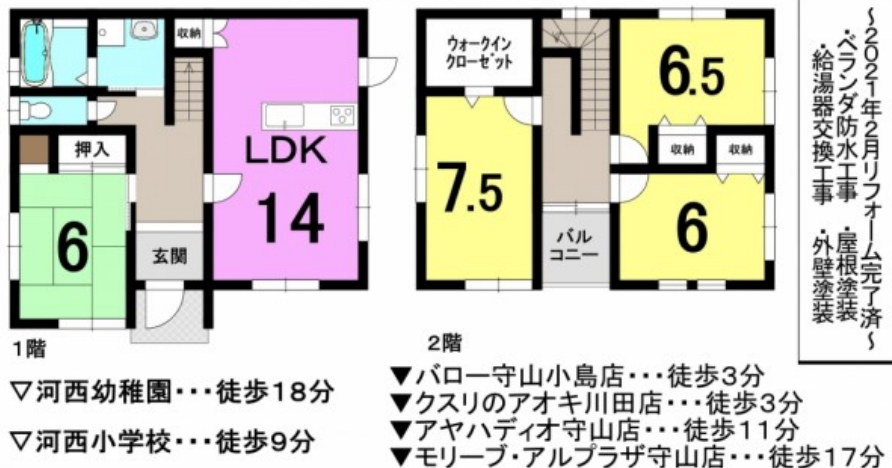 収納
LDK
14
押入
6
玄関
1階
ウォークイン
クローゼット
6.5
収納
収納
7.5
6
バル
コニー
2階
～2021年2月リフォーム完了済～
・ベランダ防水工事 ・屋根塗装
・給湯器交換工事 ・外壁塗装
▽河西幼稚園・・・徒歩18分
▽河西小学校・・・徒歩9分
▼バロー守山小島店・・・徒歩3分
▼クスリのアオキ川田店・・・徒歩3分
▼アヤハディオ守山店・・・徒歩11分
▼モリーブ・アルプラザ守山店・・・徒歩17分